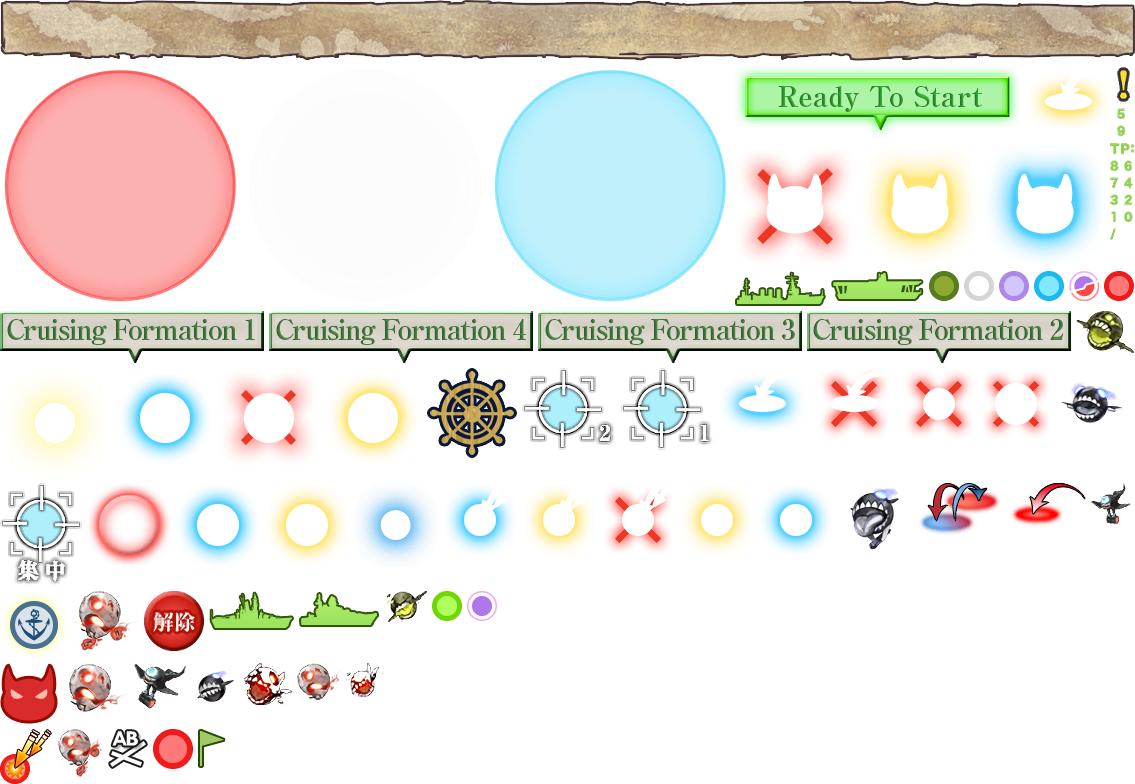 Ready To Start
!
5
9
TP:
8 6
7 4
3 2
1 0
/
Cruising Formation 1
Cruising Formation 4
Cruising Formation 3
Cruising Formation 2
2
1
集中
解除
AB